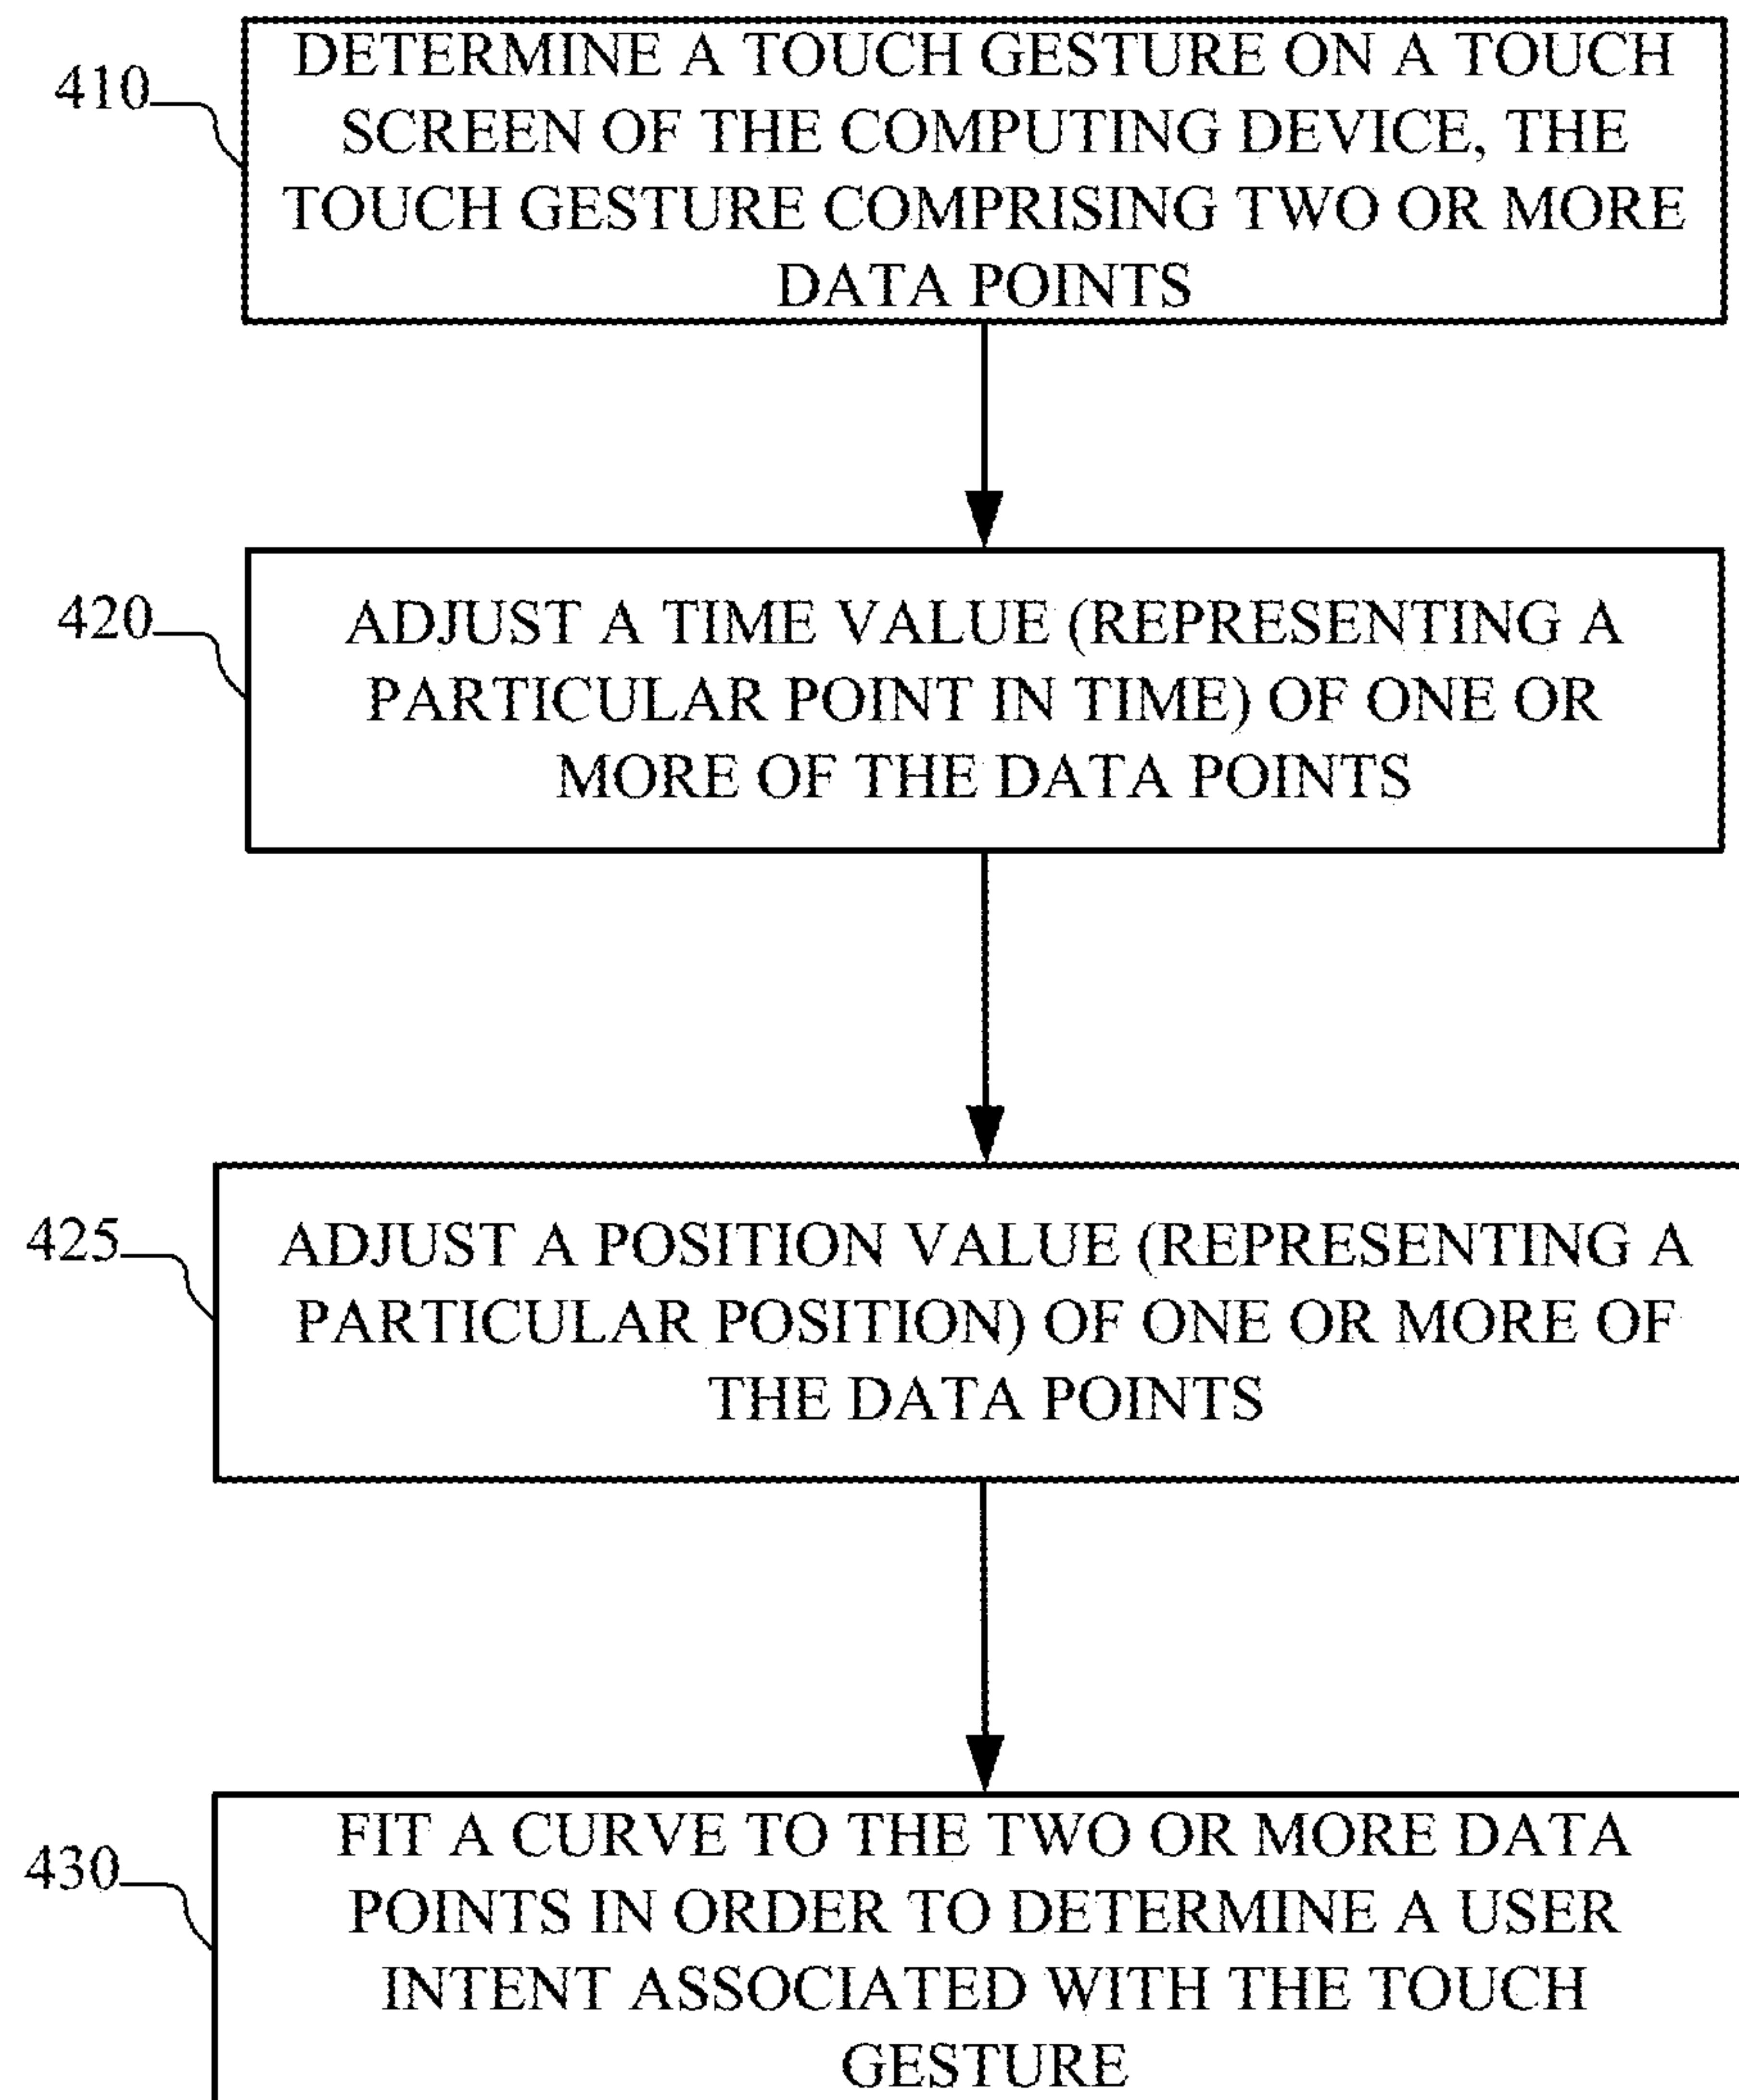 410
DETERMINE A TOUCH GESTURE ON A TOUCH
SCREEN OF THE COMPUTING DEVICE, THE
TOUCH GESTURE COMPRISING TWO OR MORE
DATA POINTS
420
ADJUST A TIME VALUE (REPRESENTING A
PARTICULAR POINT IN TIME) OF ONE OR
MORE OF THE DATA POINTS
425
ADJUST A POSITION VALUE (REPRESENTING A
PARTICULAR POSITION) OF ONE OR MORE OF
THE DATA POINTS
430
FIT A CURVE TO THE TWO OR MORE DATA
POINTS IN ORDER TO DETERMINE A USER
INTENT ASSOCIATED WITH THE TOUCH
GESTURE